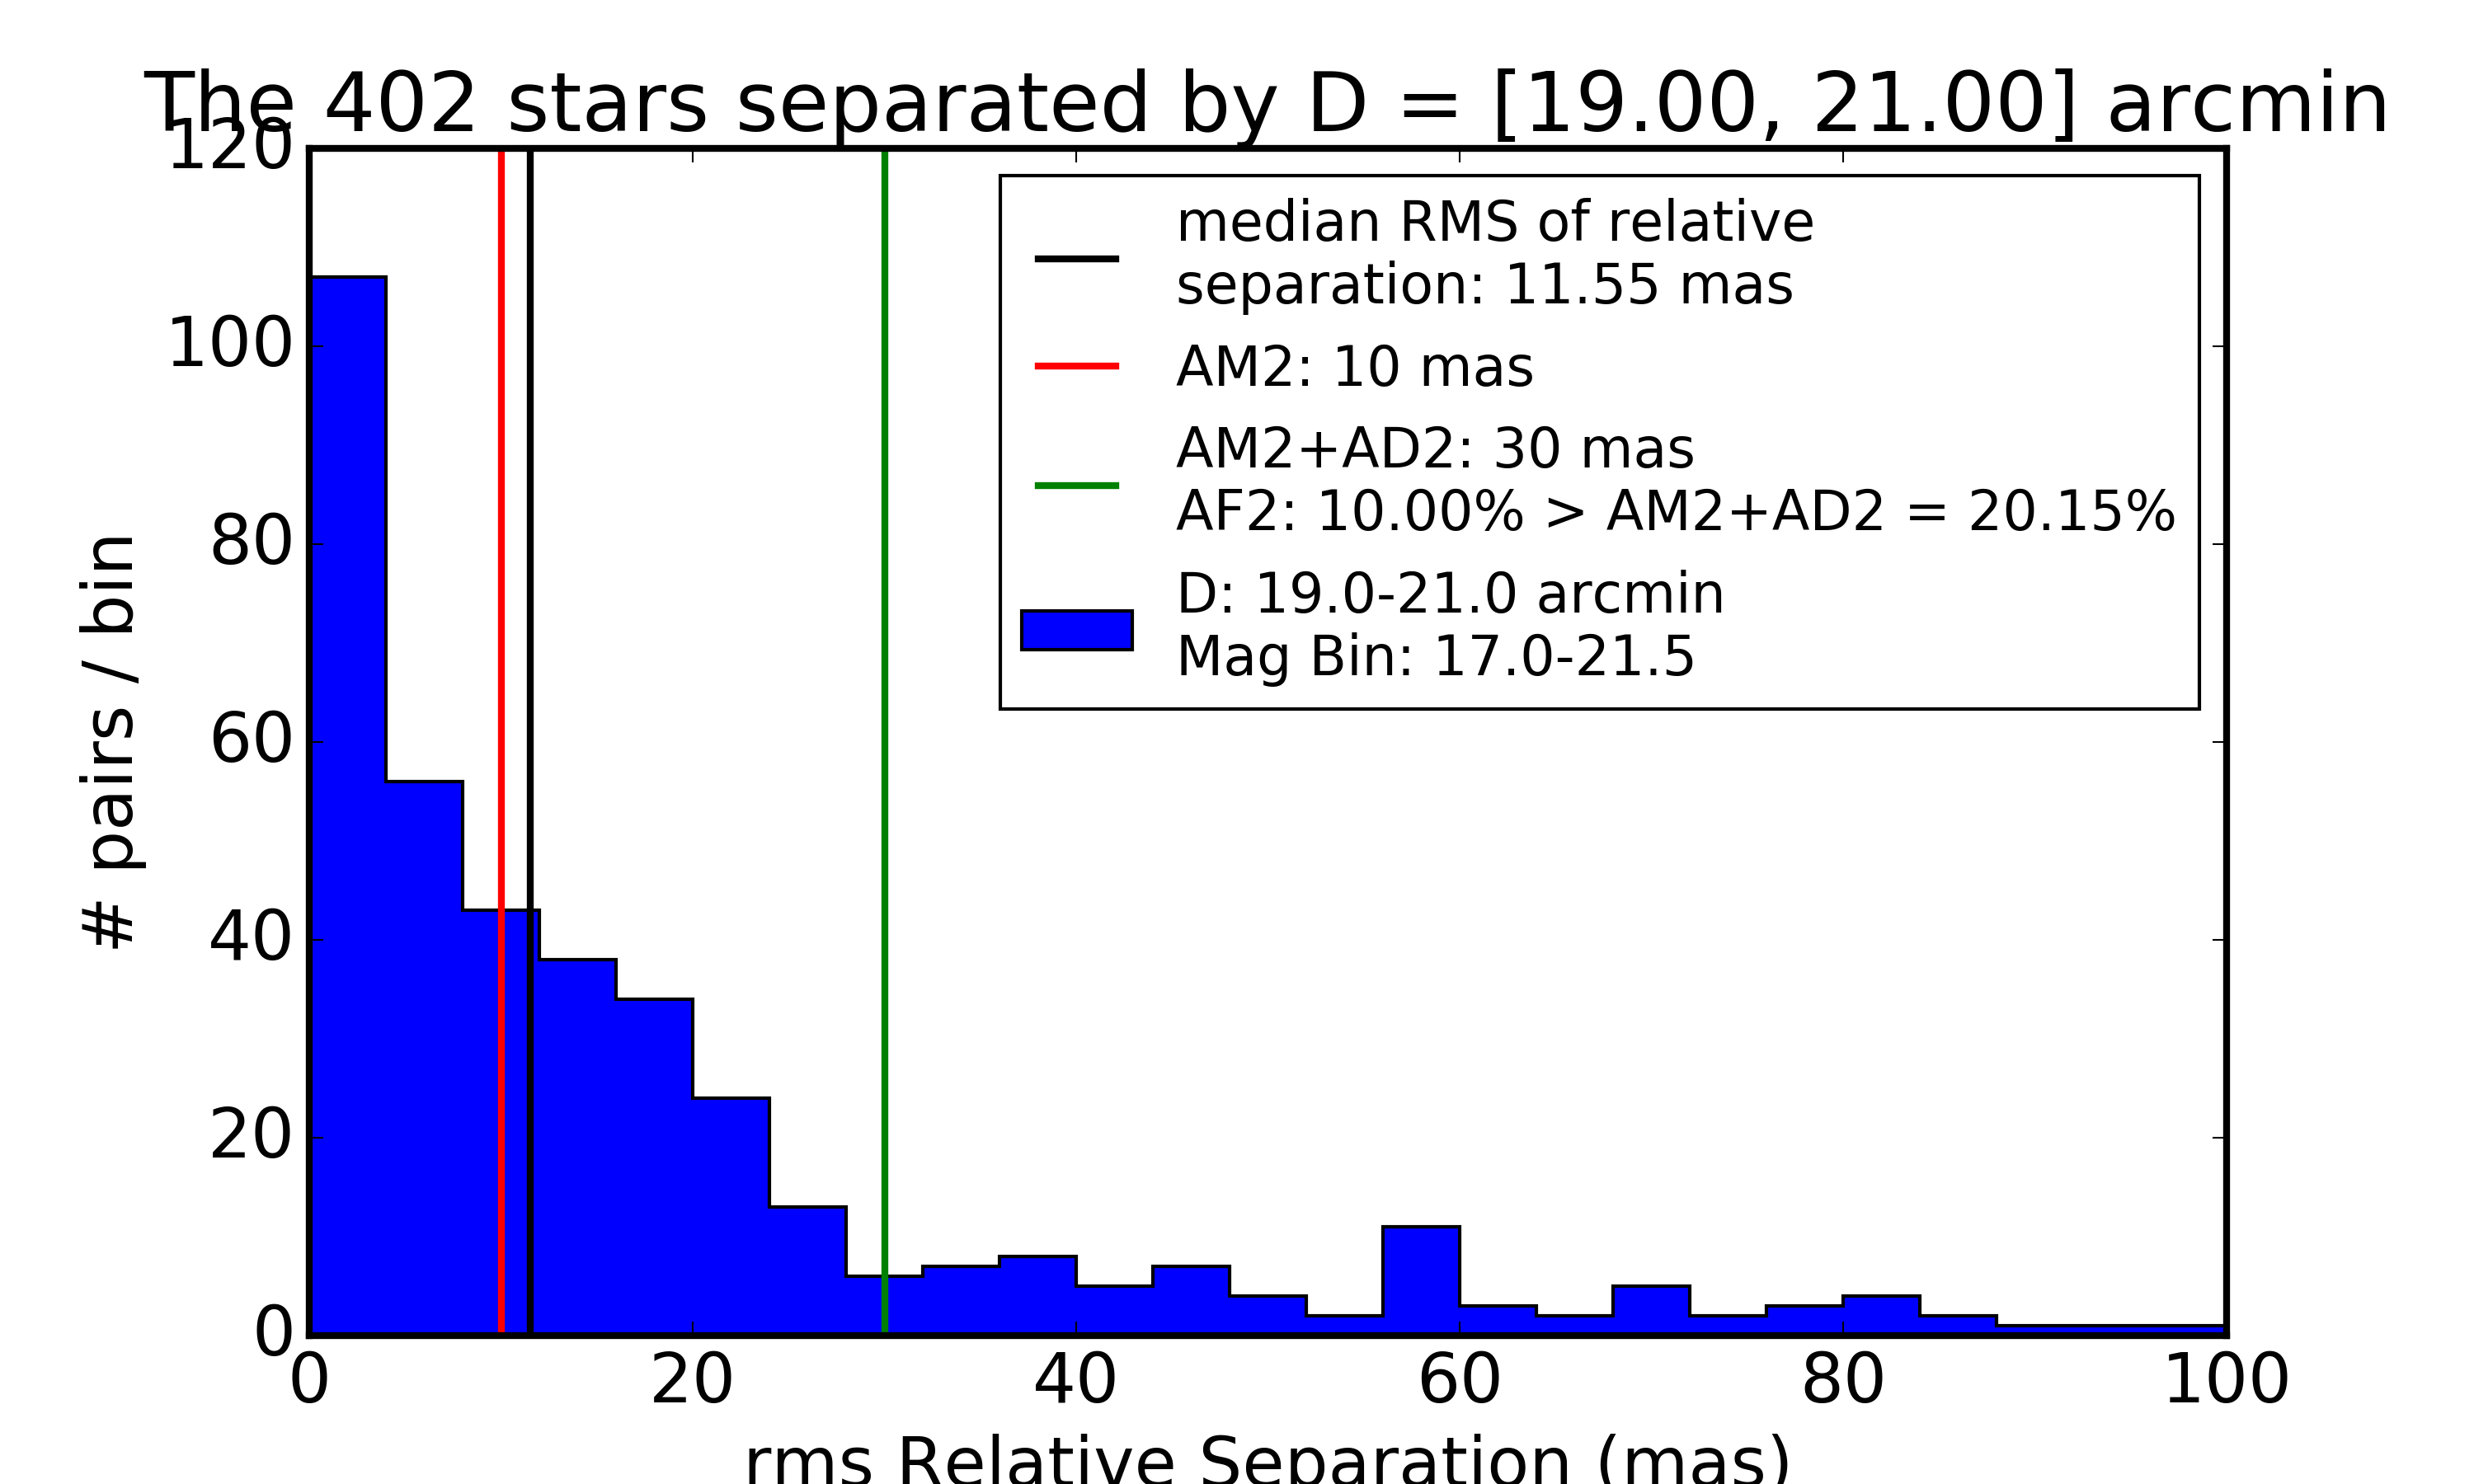 The 402 stars separated by D = [19.00, 21.00] arcmin
120
100
80
60
40
20
0
# pairs / bin
median RMS of relative
separation: 11.55 mas
AM2: 10 mas
AM2+AD2: 30 mas
AF2: 10.00% > AM2+AD2 = 20.15%
D: 19.0-21.0 arcmin
Mag Bin: 17.0-21.5
0 20 40 60 80 100
rms Relative Separation (mas)